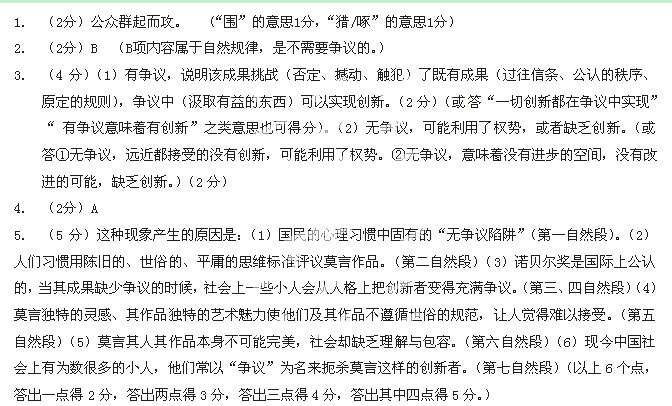 1. （2分）公众群起而攻。 （“围”的意思1分，“猎/啄”的意思1分）
2. （2分）B （B项内容属于自然规律，是不需要争议的。）
3. （4 分）（1）有争议，说明该成果挑战（否定、撼动、触犯）了既有成果（过往信条、公认的秩序、
原定的规则），争议中（汲取有益的东西）可以实现创新。（2 分）（或答“一切创新都在争议中实现”
“ 有争议意味着有创新”之类意思也可得分）。（2）无争议，可能利用了权势，或者缺乏创新。（或
答①无争议，远近都接受的没有创新，可能利用了权势。②无争议，意味着没有进步的空间，没有改
进的可能，缺乏创新。）（2 分）
4. （2分）A
5. （5 分）这种现象产生的原因是：（1）国民的心理习惯中固有的“无争议陷阱”（第一自然段）。（2）
人们习惯用陈旧的、世俗的、平庸的思维标准评议莫言作品。（第二自然段）（3）诺贝尔奖是国际上公认
的，当其成果缺少争议的时候，社会上一些小人会从人格上把创新者变得充满争议。（第三、四自然段）（4）
莫言独特的灵感、其作品独特的艺术魅力使他们及其作品不遵循世俗的规范，让人觉得难以接受。（第五
自然段）（5）莫言其人其作品本身不可能完美，社会却缺乏理解与包容。（第六自然段）（6）现今中国社
会上有为数很多的小人，他们常以“争议”为名来扼杀莫言这样的创新者。（第七自然段）（以上 6 个点，
答出一点得 2 分，答出两点得 3 分，答出三点得 4 分，答出其中四点得 5 分。）